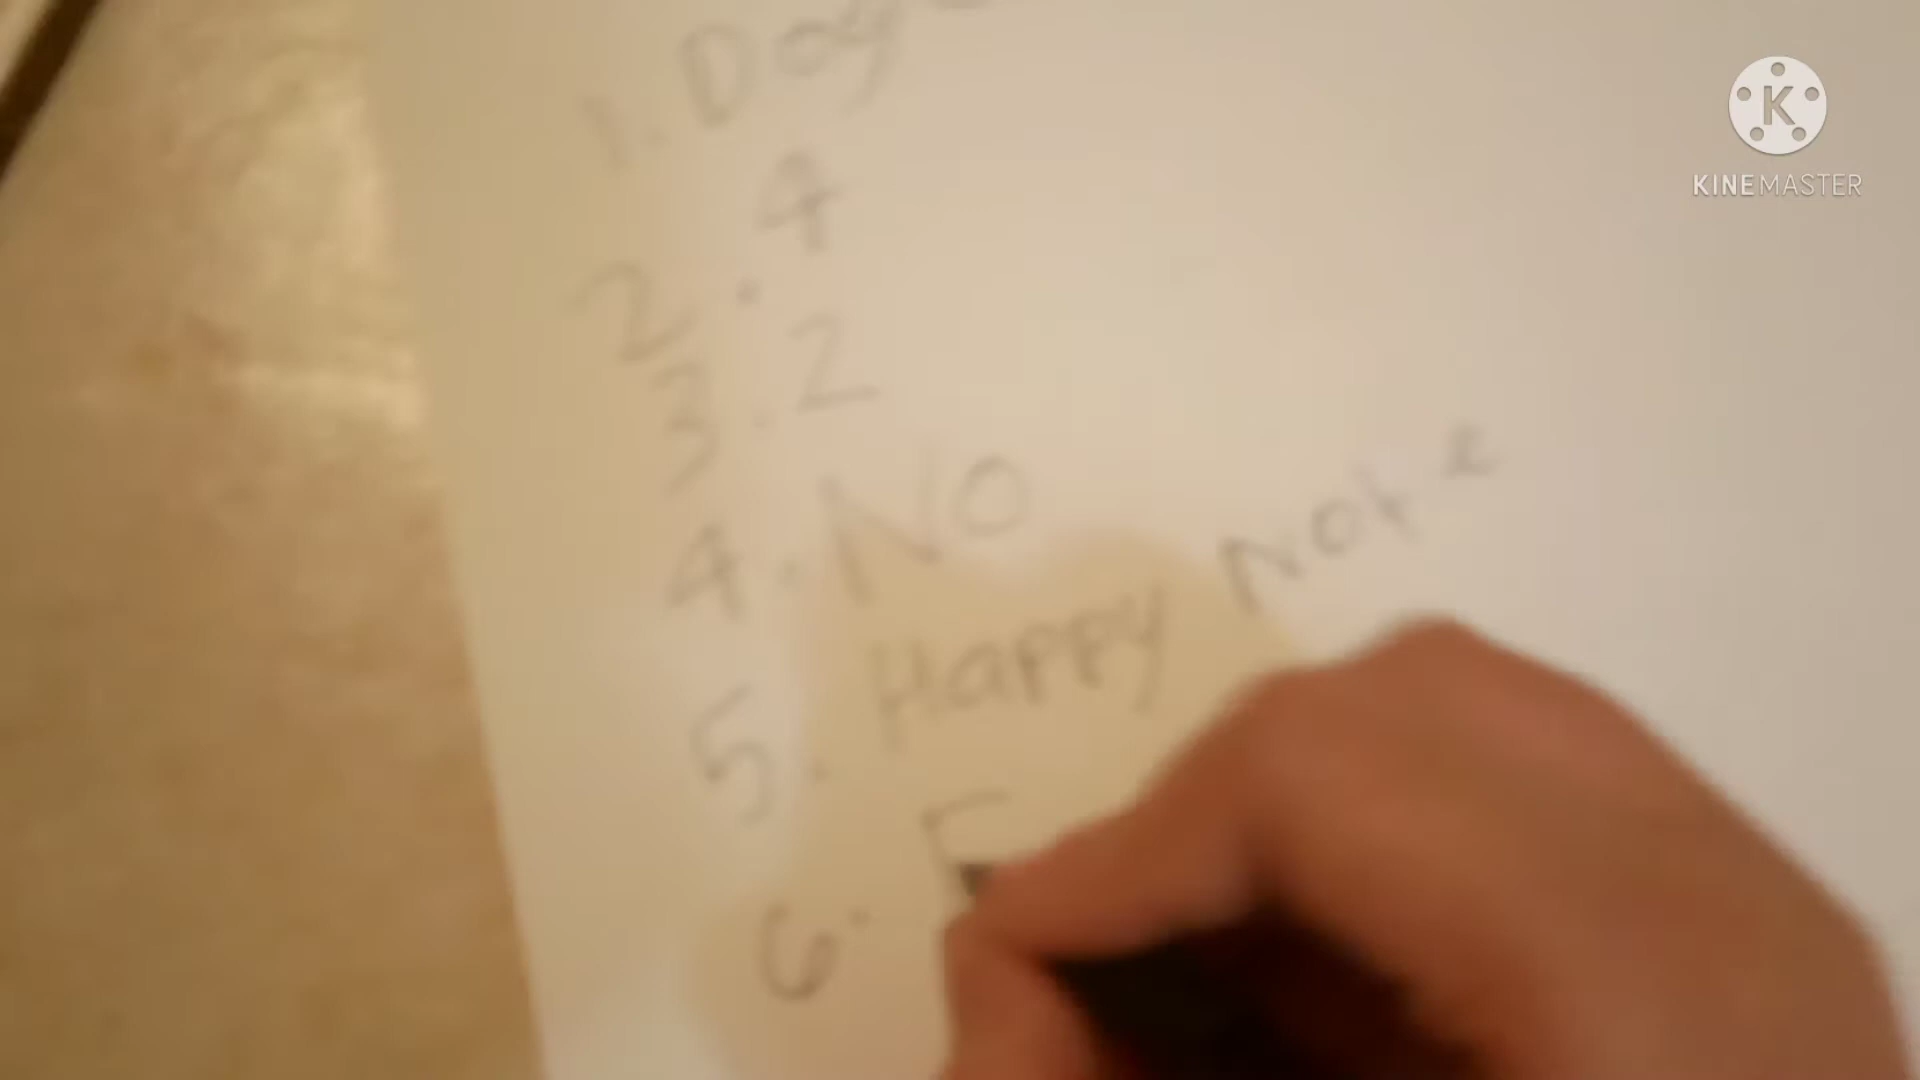 1. Dog
2. 4
3. 2
4. No
5. Happy Note
6.
KINEMASTER